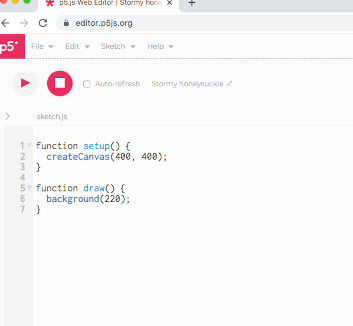 p5.js Web Editor | Stormy hone
editor.p5js.org
p5* File Edit Sketch Help
Auto-refresh Stormy honeysuckle
sketch.js
1 function setup() {
2 createCanvas(400, 400);
3 }
4
5 function draw() {
6 background(220);
7 }